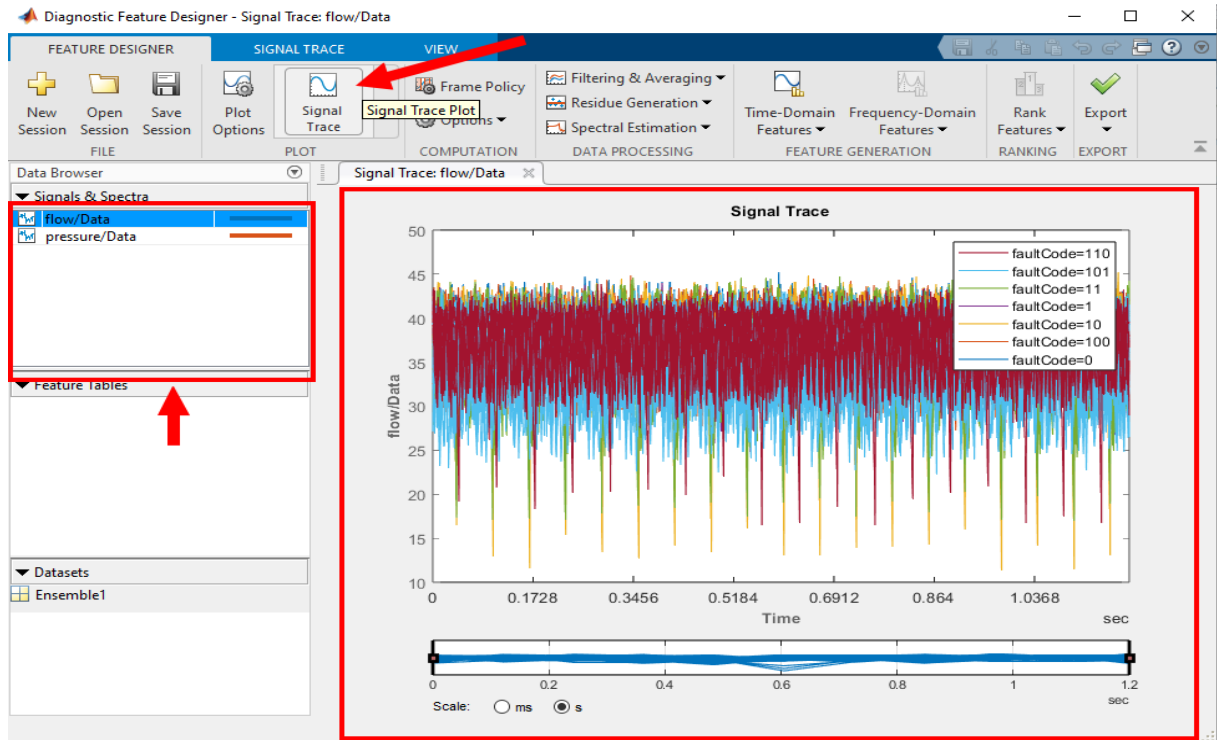 Diagnostic Feature Designer - Signal Trace: flow/Data
FEATURE DESIGNER SIGNAL TRACE VIEW
New Session
Open Session
Save Session
FILE
Plot Options
Signal Trace
PLOT
Signal Trace Plot
Frame Policy
Options
COMPUTATION
Filtering & Averaging
Residue Generation
Spectral Estimation
DATA PROCESSING
Time-Domain Features
Frequency-Domain Features
FEATURE GENERATION
Rank Features
RANKING
Export
EXPORT
Data Browser
Signals & Spectra
flow/Data
pressure/Data
Feature Tables
Datasets
Ensemble1
Signal Trace: flow/Data
Signal Trace
50
45
40
35
30
25
20
15
10
flow/Data
faultCode=110
faultCode=101
faultCode=11
faultCode=1
faultCode=10
faultCode=100
faultCode=0
0 0.1728 0.3456 0.5184 0.6912 0.864 1.0368
Time
sec
0 0.2 0.4 0.6 0.8 1 1.2
sec
Scale: ms s